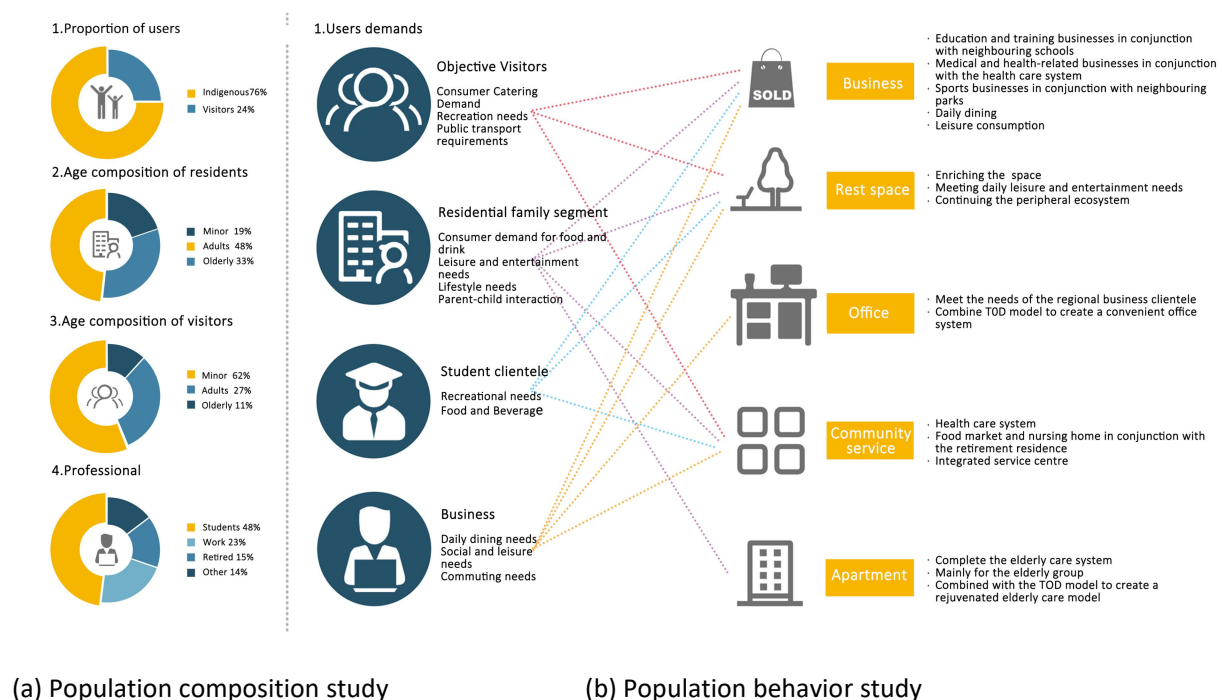 1.Proportion of users
Indigenous76%
Visitors 24%
2.Age composition of residents
Minor 19%
Adults 48%
Olderly 33%
3.Age composition of visitors
Minor 62%
Adults 27%
Olderly 11%
4.Professional
Students 48%
Work 23%
Retired 15%
Other 14%
1.Users demands
Objective Visitors
Consumer Catering
Demand
Recreation needs
Public transport
requirements
Residential family segment
Consumer demand for food and
drink
Leisure and entertainment
needs
Lifestyle needs
Parent-child interaction
Student clientele
Recreational needs
Food and Beverage
Business
Daily dining needs
Social and leisure
needs
Commuting needs
SOLD
Business
· Education and training businesses in conjunction
with neighbouring schools
· Medical and health-related businesses in conjunction
with the health care system
· Sports businesses in conjunction with neighbouring
parks
· Daily dining
· Leisure consumption
Rest space
· Enriching the space
· Meeting daily leisure and entertainment needs
· Continuing the peripheral ecosystem
Office
· Meet the needs of the regional business clientele
· Combine TOD model to create a convenient office
system
Community
service
· Health care system
· Food market and nursing home in conjunction with
the retirement residence
· Integrated service centre
Apartment
· Complete the elderly care system
· Mainly for the elderly group
· Combined with the TOD model to create a
rejuvenated elderly care model
(a) Population composition study
(b) Population behavior study